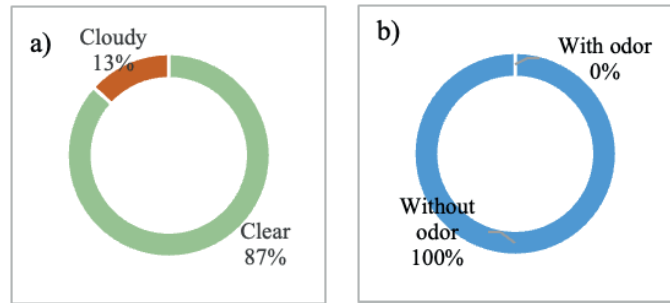 a)
Cloudy
13%
Clear
87%
b)
With odor
0%
Without
odor
100%